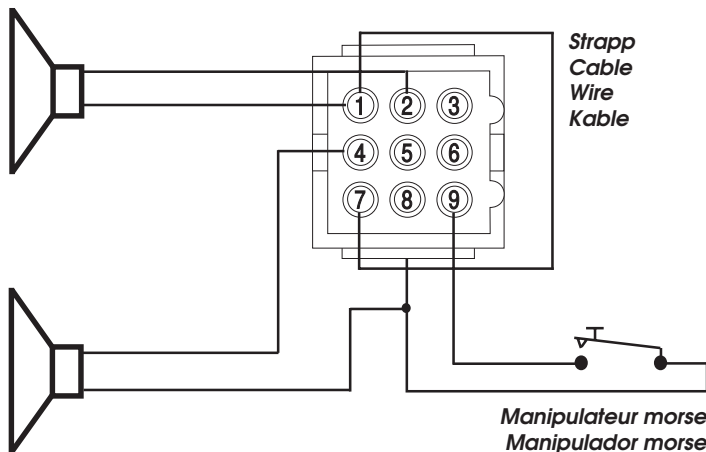 Strapp
Cable
Wire
Kable
1 2 3
4 5 6
7 8 9
Manipulateur morse
Manipulador morse